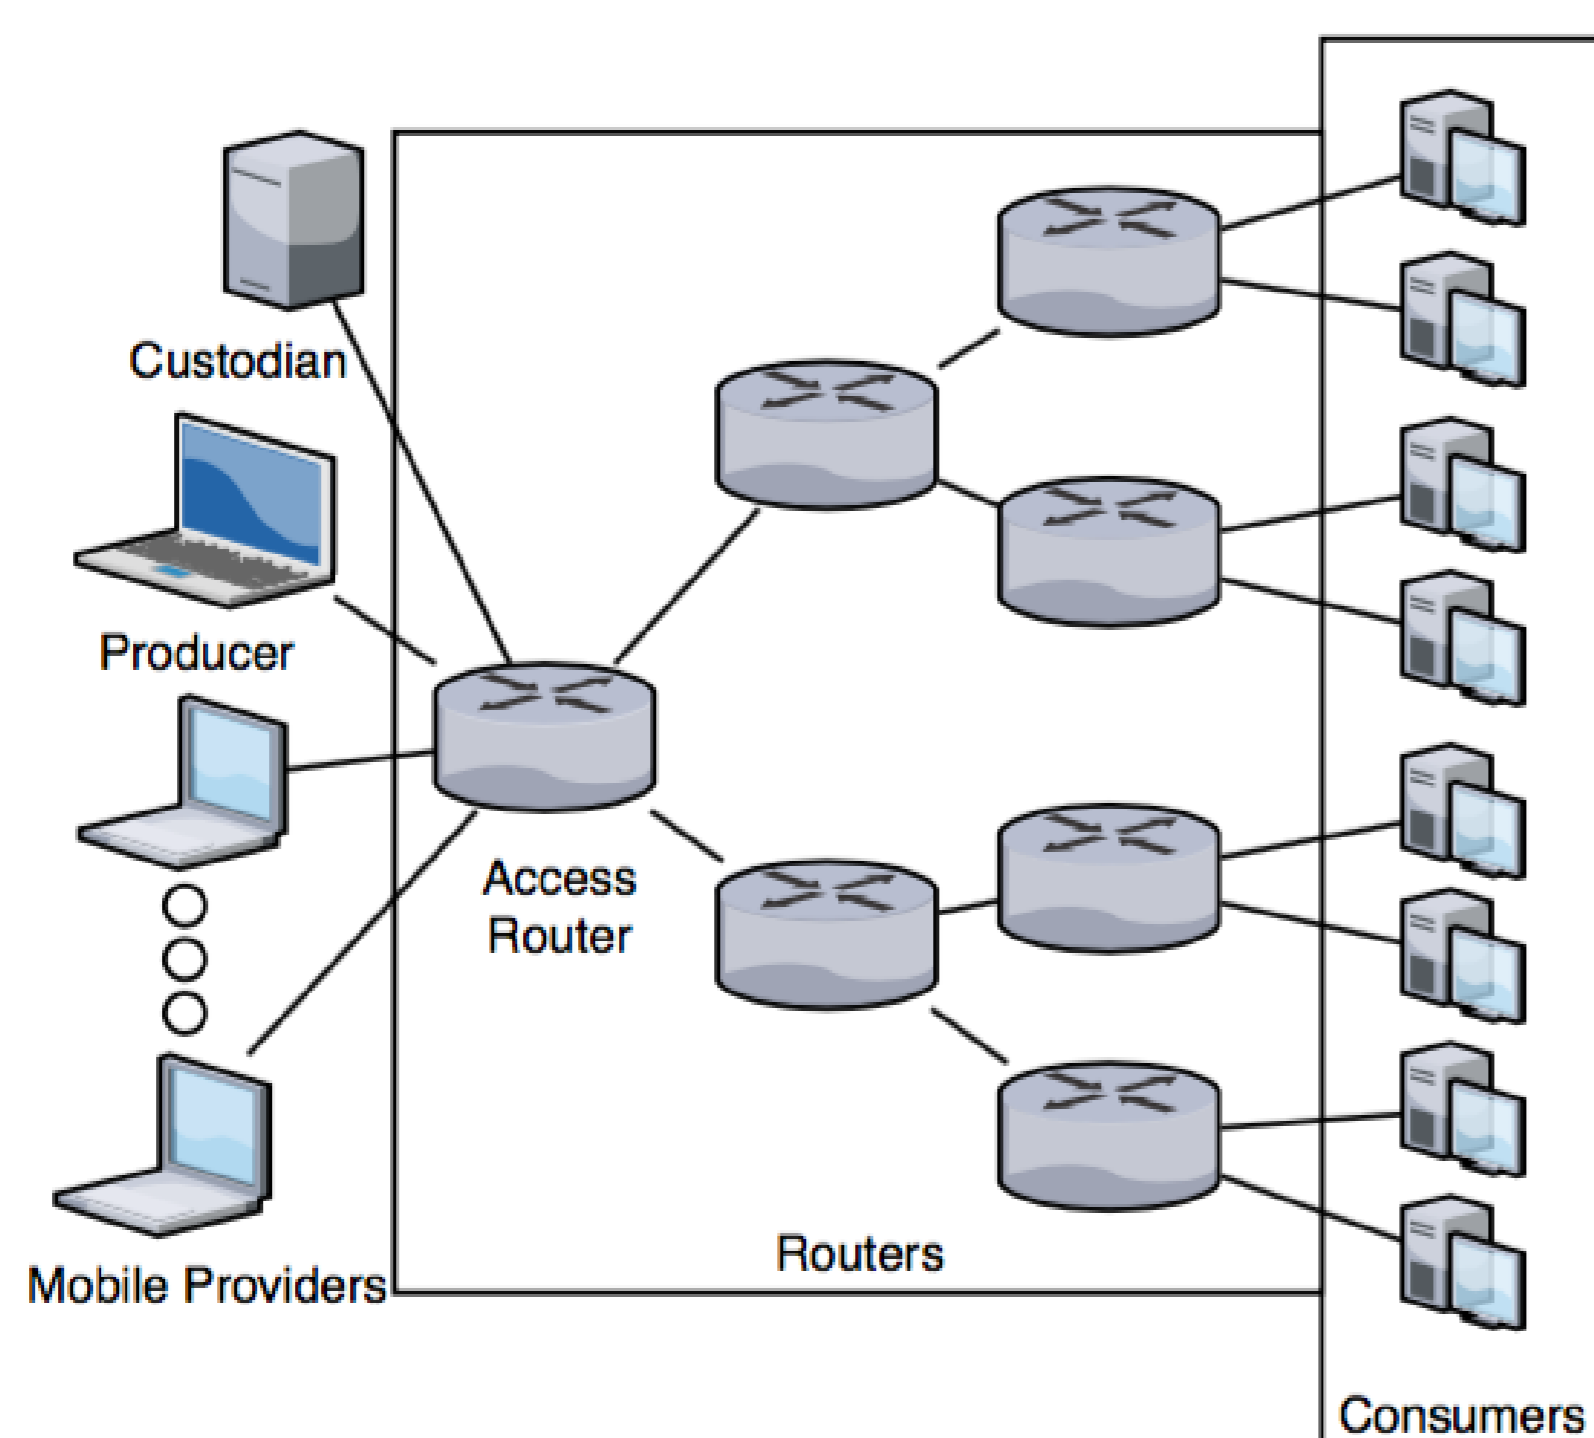 Custodian
Producer
Access
Router
Routers
Mobile Providers
Consumers